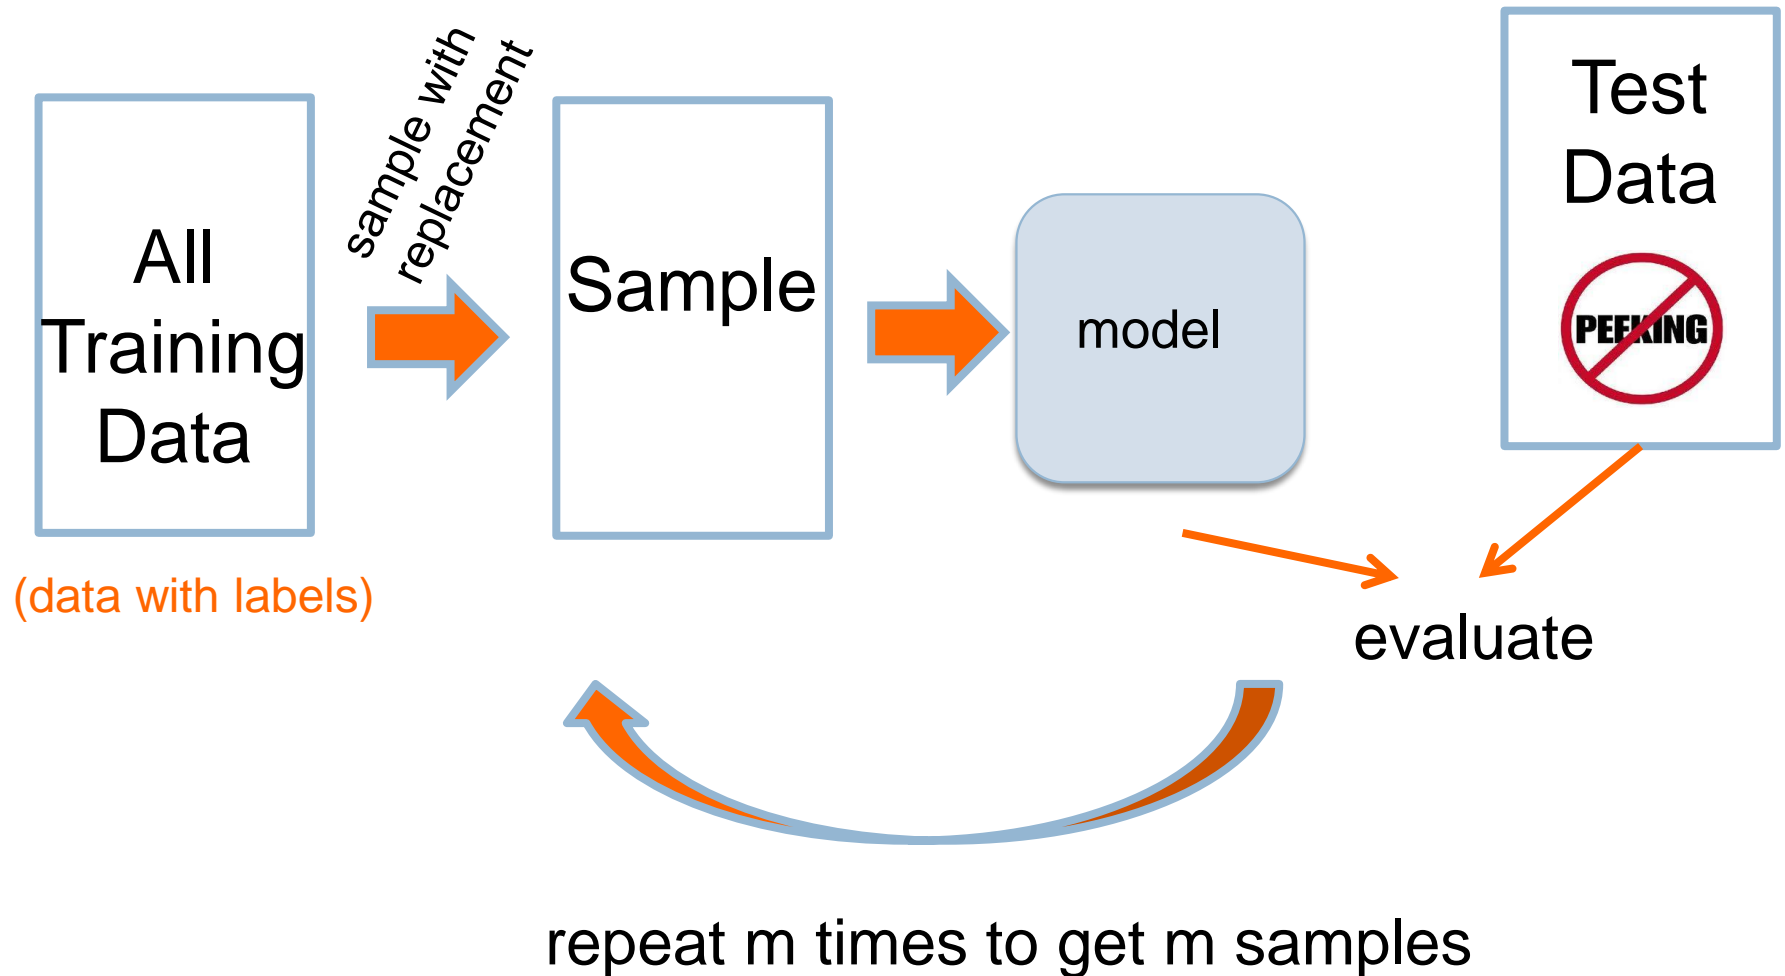 All
Training
Data
(data with labels)
sample with
replacement
Sample
model
Test
Data
PEEKING
evaluate
repeat m times to get m samples